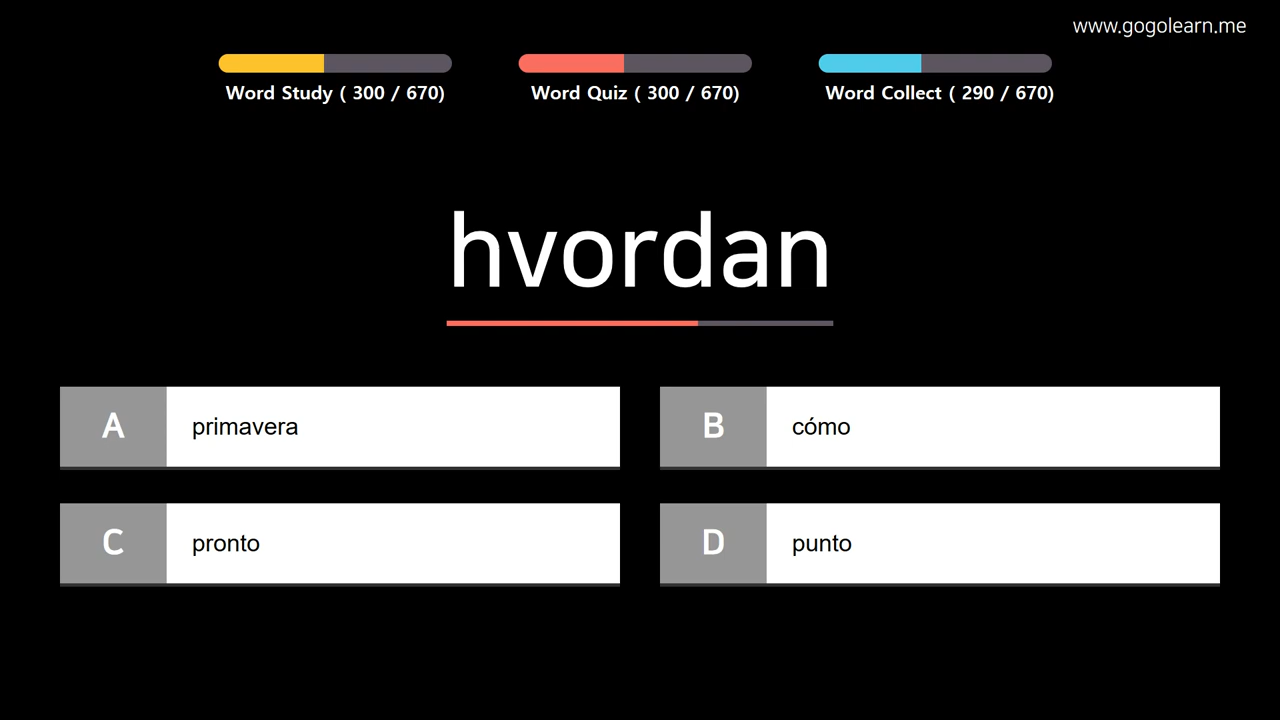 www.gogolearn.me
Word Study ( 300 / 670)
Word Quiz ( 300 / 670)
Word Collect ( 290 / 670)
hvordan
A primavera
B cómo
C pronto
D punto